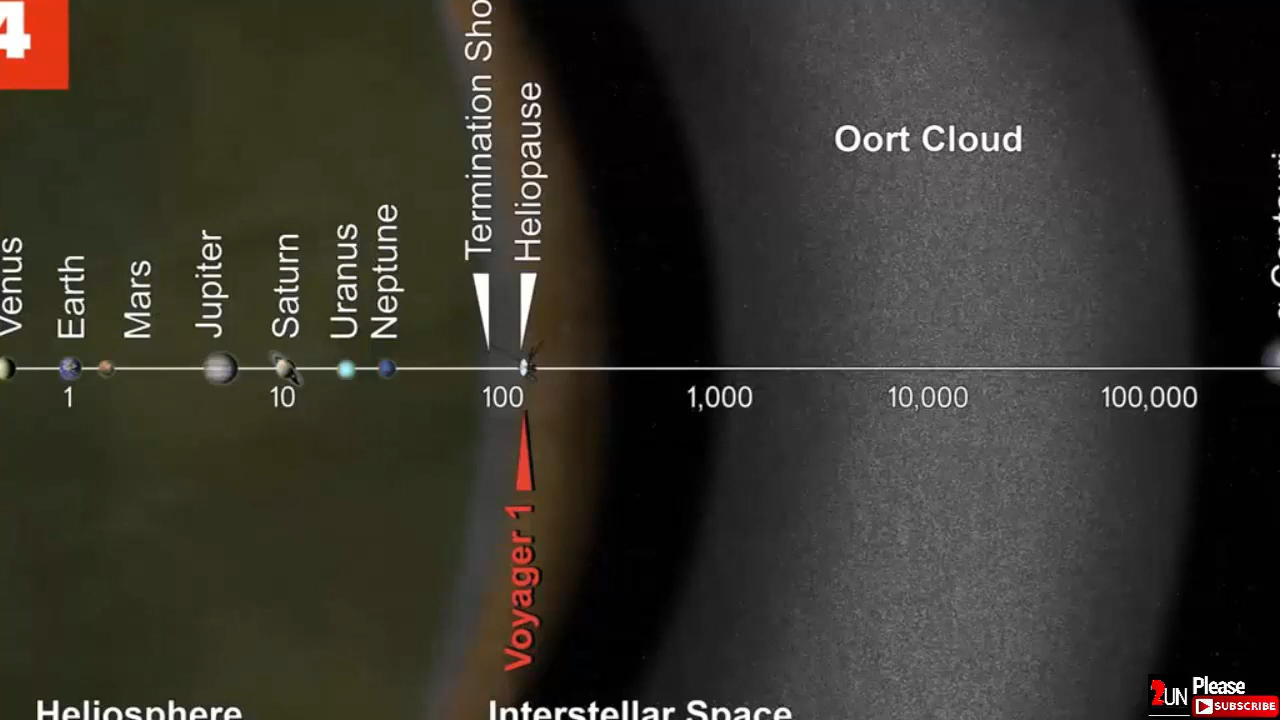 4
Venus
Earth
Mars
Jupiter
Saturn
Uranus
Neptune
Termination Sho
Heliopause
Oort Cloud
1
10
100
1,000
10,000
100,000
Voyager 1
Heliosphere
Interstellar Space
2UN
Please
SUBSCRIBE